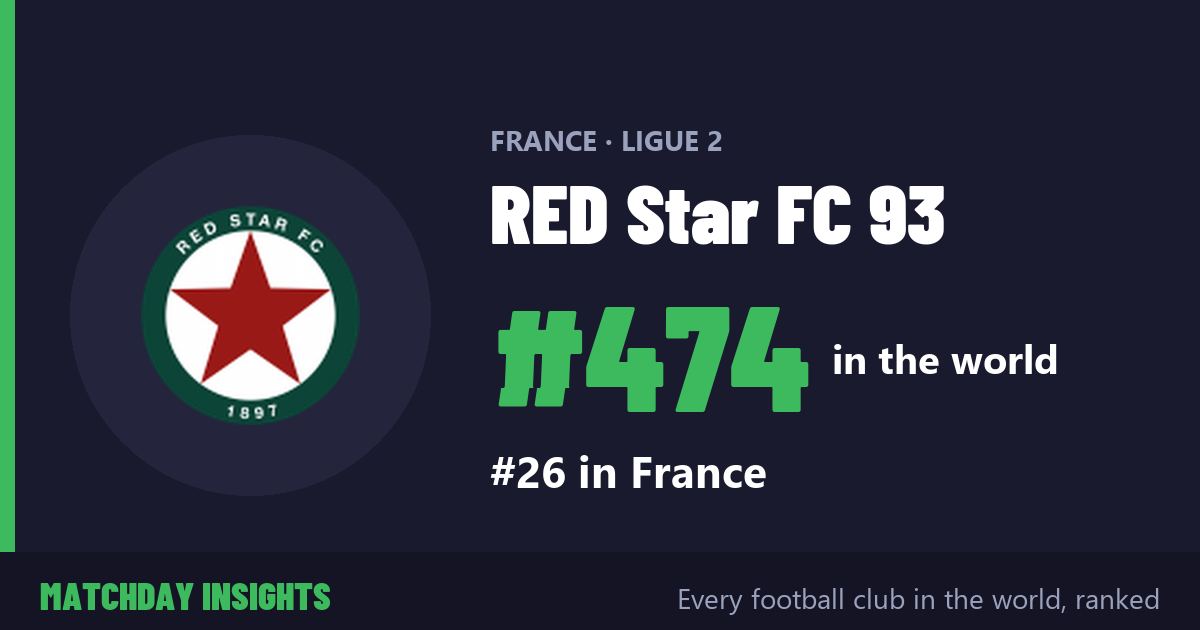 RED STAR FC
1897
FRANCE · LIGUE 2
RED Star FC 93
#474 in the world
#26 in France
MATCHDAY INSIGHTS
Every football club in the world, ranked